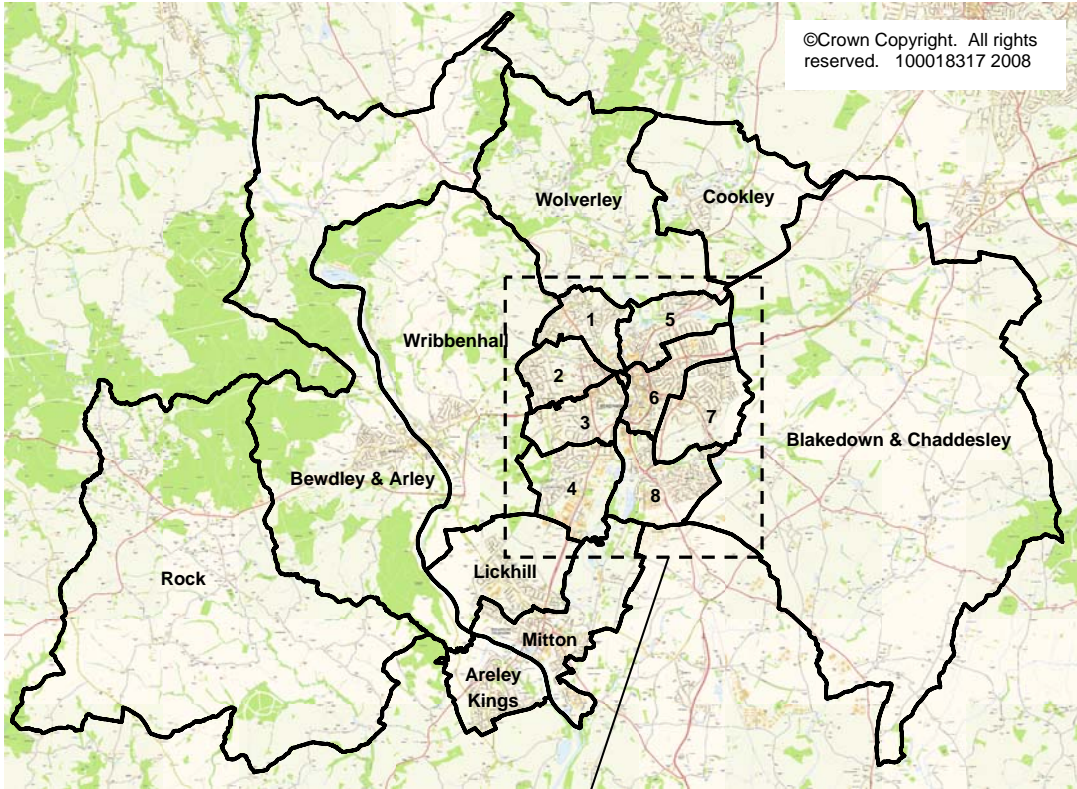 ©Crown Copyright. All rights
reserved. 100018317 2008
Wolverley
Cookley
Wribbenhall
1
5
2
6
3
7
Blakedown & Chaddesley
Bewdley & Arley
4
8
Rock
Lickhill
Mitton
Areley
Kings